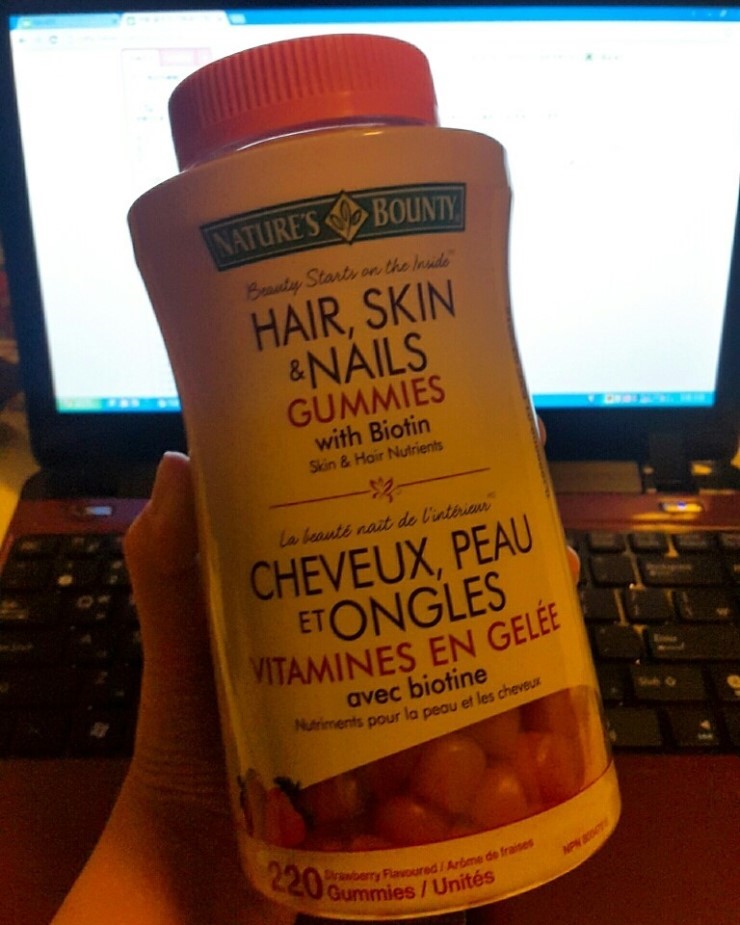 NATURE'S BOUNTY
Beauty Starts on the Inside™
HAIR, SKIN
& NAILS
GUMMIES
with Biotin
Skin & Hair Nutrients
La beauté naît de l'intérieur
CHEVEUX, PEAU
ET ONGLES
VITAMINES EN GELÉE
avec biotine
Nutriments pour la peau et les cheveux
220 Strawberry Flavoured / Arôme de fraises
Gummies / Unités
NPN